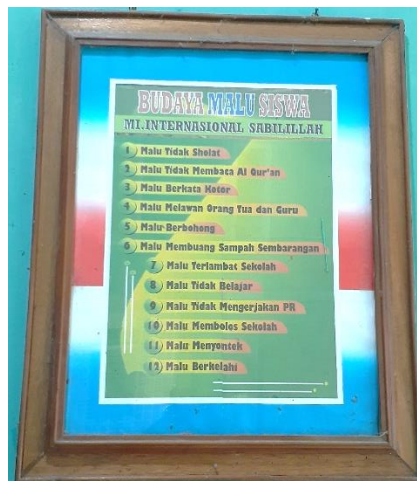 BUDAYA MALU SISWA
MI.INTERNASIONAL SABILILLAH
1 Malu Tidak Sholat
2 Malu Tidak Membaca Al Qur'an
3 Malu Berkata Kotor
4 Malu Melawan Orang Tua dan Guru
5 Malu Berbohong
6 Malu Membuang Sampah Sembarangan
7 Malu Terlambat Sekolah
8 Malu Tidak Belajar
9 Malu Tidak Mengerjakan PR
10 Malu Membolos Sekolah
11 Malu Menyontek
12 Malu Berkelahi